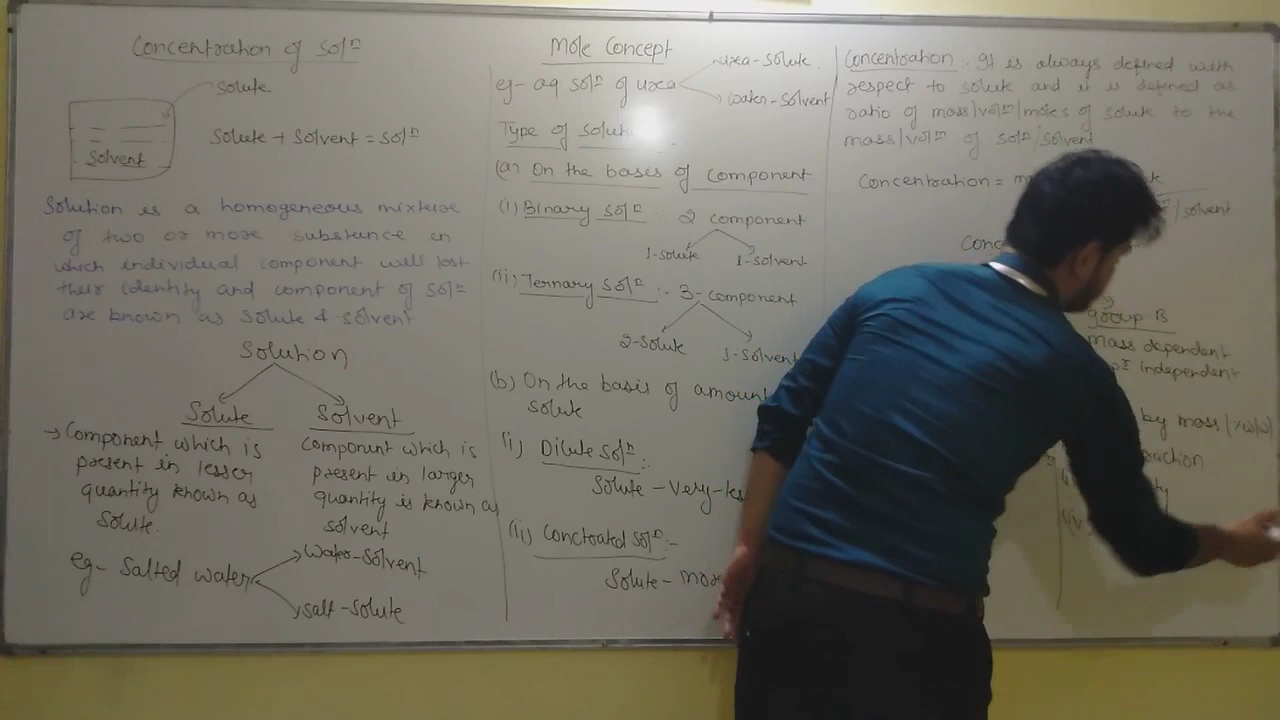 Concentration of Solⁿ
Solute
Solvent
Solute + Solvent = Solⁿ
Solution is a homogeneous mixture
of two or more substance in
which individual component will lost
their identity and component of Solⁿ
are known as Solute & Solvent
Solution
Solute
→ Component which is
present in lesser
quantity known as
Solute.
Solvent
Component which is
present in larger
quantity is known as
Solvent
eg- Salted water
Water-Solvent
Salt-Solute
Mole Concept
eg- aq Solⁿ of urea
urea-Solute.
water-Solvent
Type of
(a) On the basis of component
(i) Binary Solⁿ: 2 component
1-Solute 1-Solvent
(ii) Ternary Solⁿ:- 3-component
2-Solute 1-Solvent
(b) On the basis of amount
Solute
(i) Dilute Solⁿ:-
Solute - Very-
(ii) Conctrated Solⁿ:-
Solute -
Concentration: It is always defined with
respect to solute and it is defined as
ratio of mass/volᵐ/moles of solute to the
mass/volᵐ of Solⁿ/Solvent
Concentration =
/Solvent
group B
mass dependent
independent
by mass